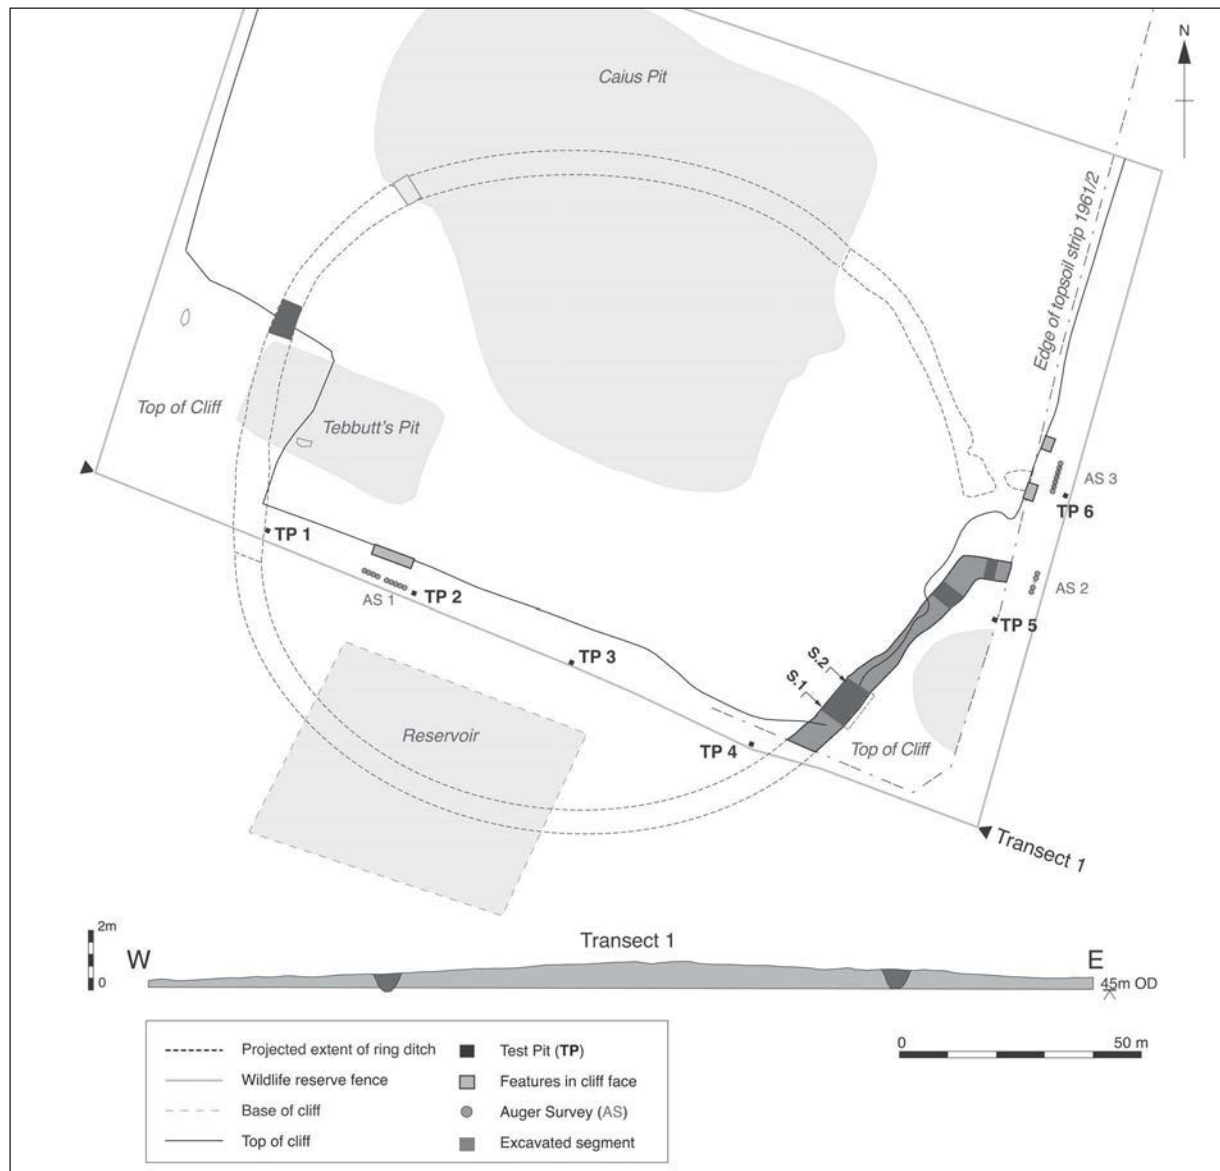 N
Caius Pit
Edge of topsoil strip 1961/2
Top of Cliff
Tebbutt's Pit
AS 3
TP 6
TP 1
AS 1
TP 2
AS 2
TP 5
TP 3
S.2
S.1
Reservoir
TP 4
Top of Cliff
Transect 1
2m
0
W
Transect 1
E
45m OD
Projected extent of ring ditch
Wildlife reserve fence
Base of cliff
Top of cliff
Test Pit (TP)
Features in cliff face
Auger Survey (AS)
Excavated segment
0
50 m